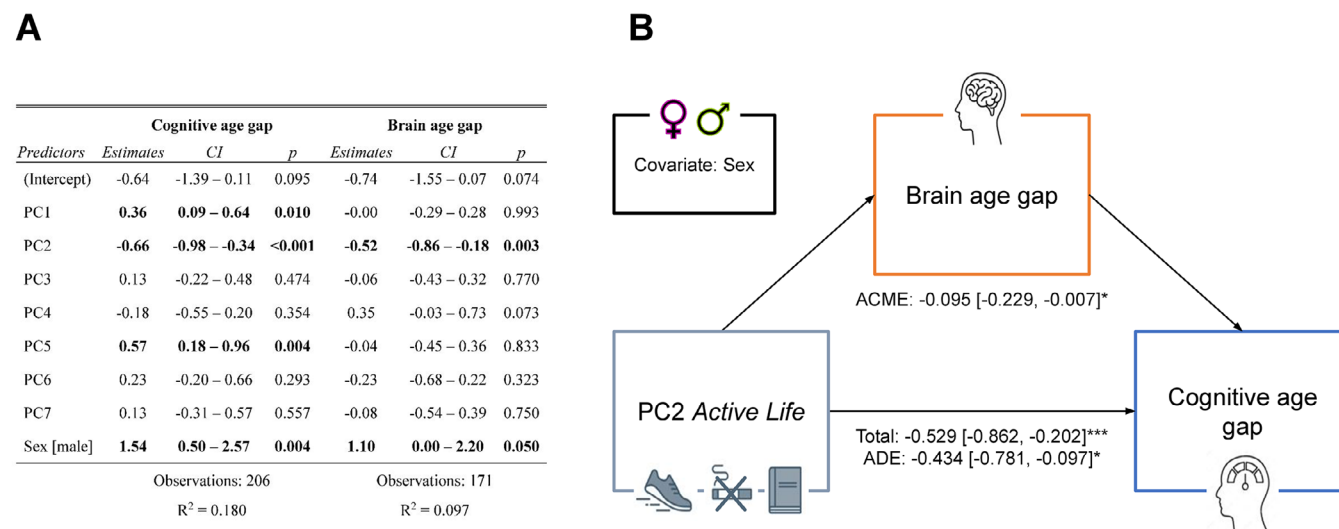 A
B
Cognitive age gap Brain age gap
Predictors Estimates CI p Estimates CI p
(Intercept) -0.64 -1.39 – 0.11 0.095 -0.74 -1.55 – 0.07 0.074
PC1 0.36 0.09 – 0.64 0.010 -0.00 -0.29 – 0.28 0.993
PC2 -0.66 -0.98 – -0.34 <0.001 -0.52 -0.86 – -0.18 0.003
PC3 0.13 -0.22 – 0.48 0.474 -0.06 -0.43 – 0.32 0.770
PC4 -0.18 -0.55 – 0.20 0.354 0.35 -0.03 – 0.73 0.073
PC5 0.57 0.18 – 0.96 0.004 -0.04 -0.45 – 0.36 0.833
PC6 0.23 -0.20 – 0.66 0.293 -0.23 -0.68 – 0.22 0.323
PC7 0.13 -0.31 – 0.57 0.557 -0.08 -0.54 – 0.39 0.750
Sex [male] 1.54 0.50 – 2.57 0.004 1.10 0.00 – 2.20 0.050
Observations: 206 Observations: 171
R² = 0.180 R² = 0.097
Covariate: Sex
Brain age gap
ACME: -0.095 [-0.229, -0.007]*
PC2 Active Life
Total: -0.529 [-0.862, -0.202]***
ADE: -0.434 [-0.781, -0.097]*
Cognitive age
gap